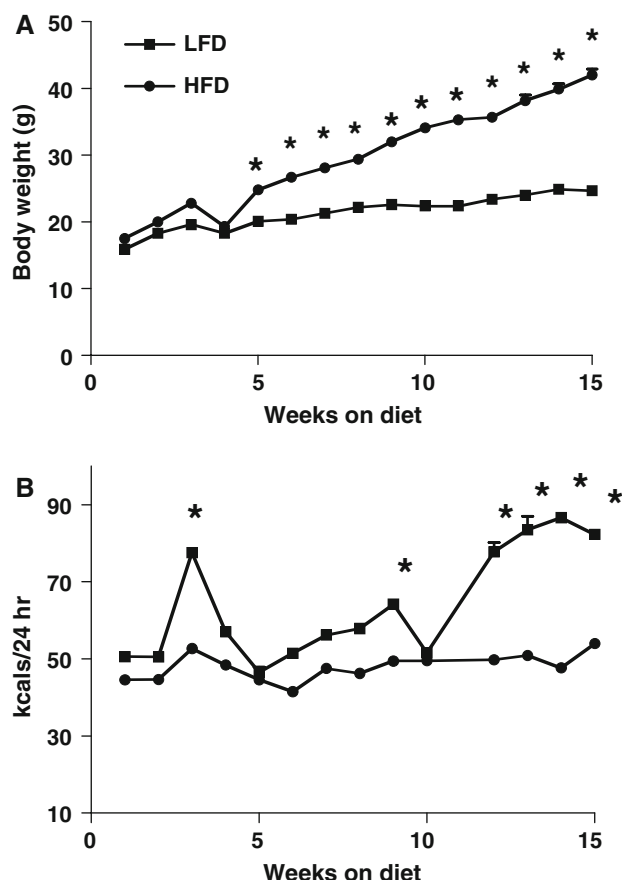 A
50
LFD
HFD
* * * * * * * * * * *
40
30
20
10
0
Body weight (g)
0 5 10 15
Weeks on diet
B
* * * * * *
90
70
50
30
10
kcals/24 hr
0 5 10 15
Weeks on diet